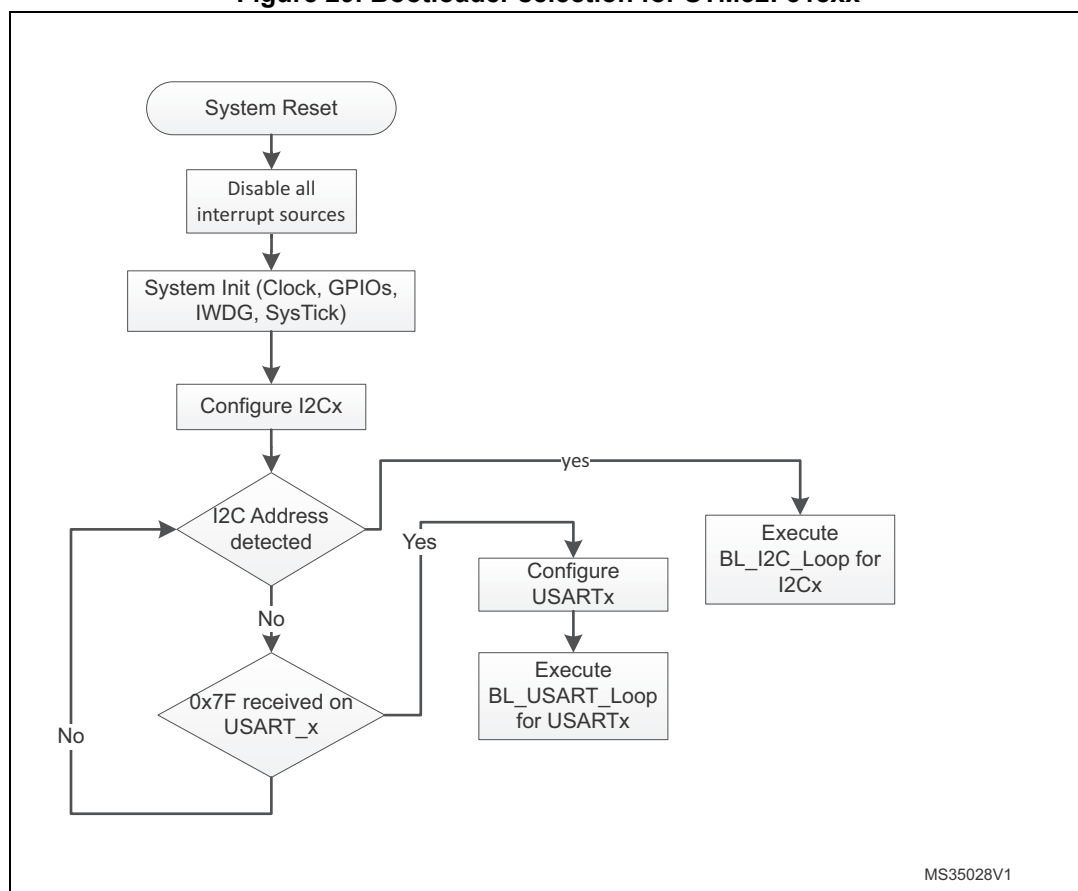 System Reset
Disable all
interrupt sources
System Init (Clock, GPIOs,
IWDG, SysTick)
Configure I2Cx
yes
I2C Address
detected
Yes
Execute
BL_I2C_Loop for
I2Cx
Configure
USARTx
No
Execute
BL_USART_Loop
for USARTx
0x7F received on
USART_x
No
MS35028V1